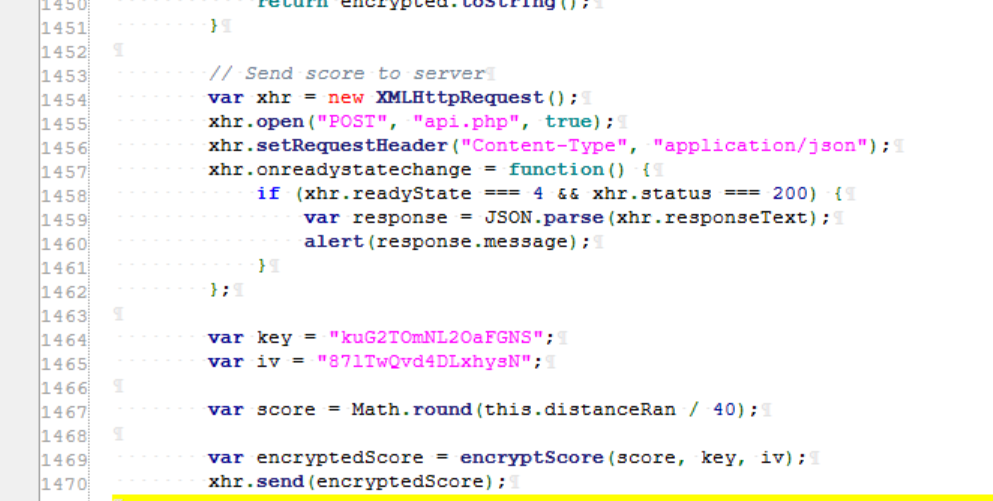 1450 return encrypted.toString();
1451 }
1452
1453 // Send score to server
1454 var xhr = new XMLHttpRequest();
1455 xhr.open("POST", "api.php", true);
1456 xhr.setRequestHeader("Content-Type", "application/json");
1457 xhr.onreadystatechange = function() {
1458 if (xhr.readyState === 4 && xhr.status === 200) {
1459 var response = JSON.parse(xhr.responseText);
1460 alert(response.message);
1461 }
1462 };
1463
1464 var key = "kuG2TOmNL2OaFGNS";
1465 var iv = "87lTwQvd4DLxhysN";
1466
1467 var score = Math.round(this.distanceRan / 40);
1468
1469 var encryptedScore = encryptScore(score, key, iv);
1470 xhr.send(encryptedScore);